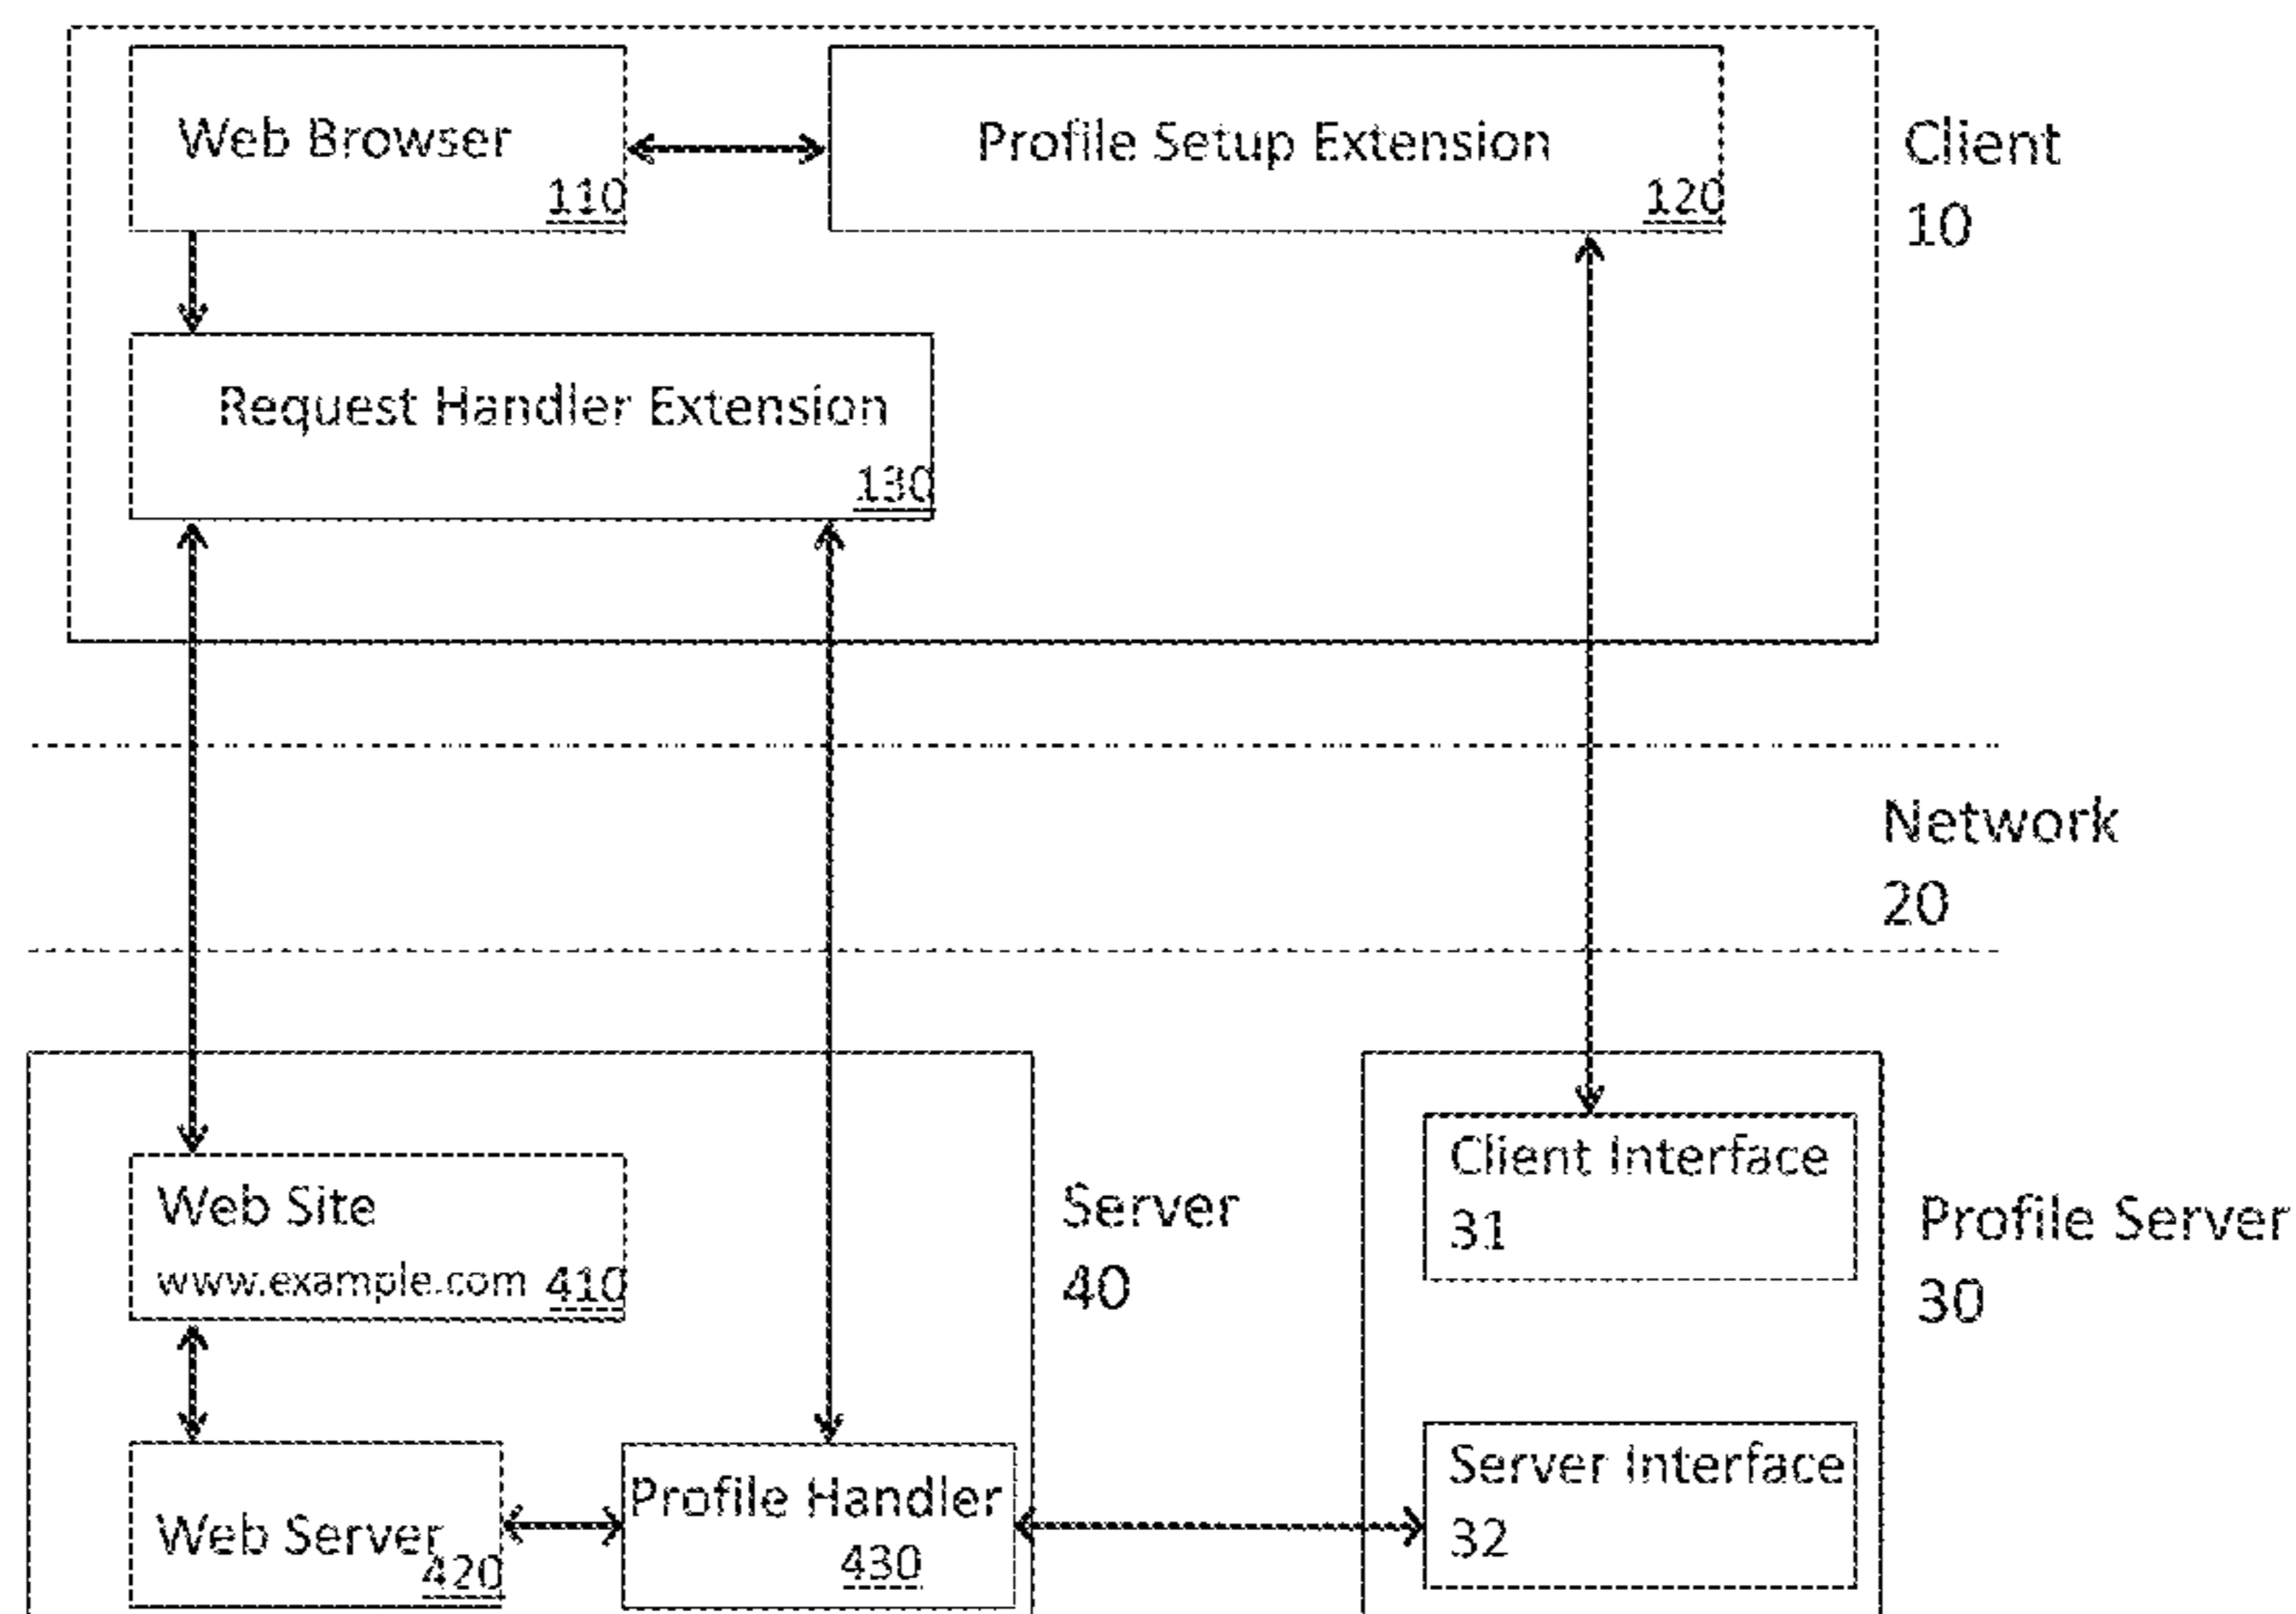 Web Browser
110
Profile Setup Extension
120
Client
10
Request Handler Extension
130
Network
20
Web Site
www.example.com 410
Server
40
Client Interface
31
Profile Server
30
Web Server
420
Profile Handler
430
Server Interface
32